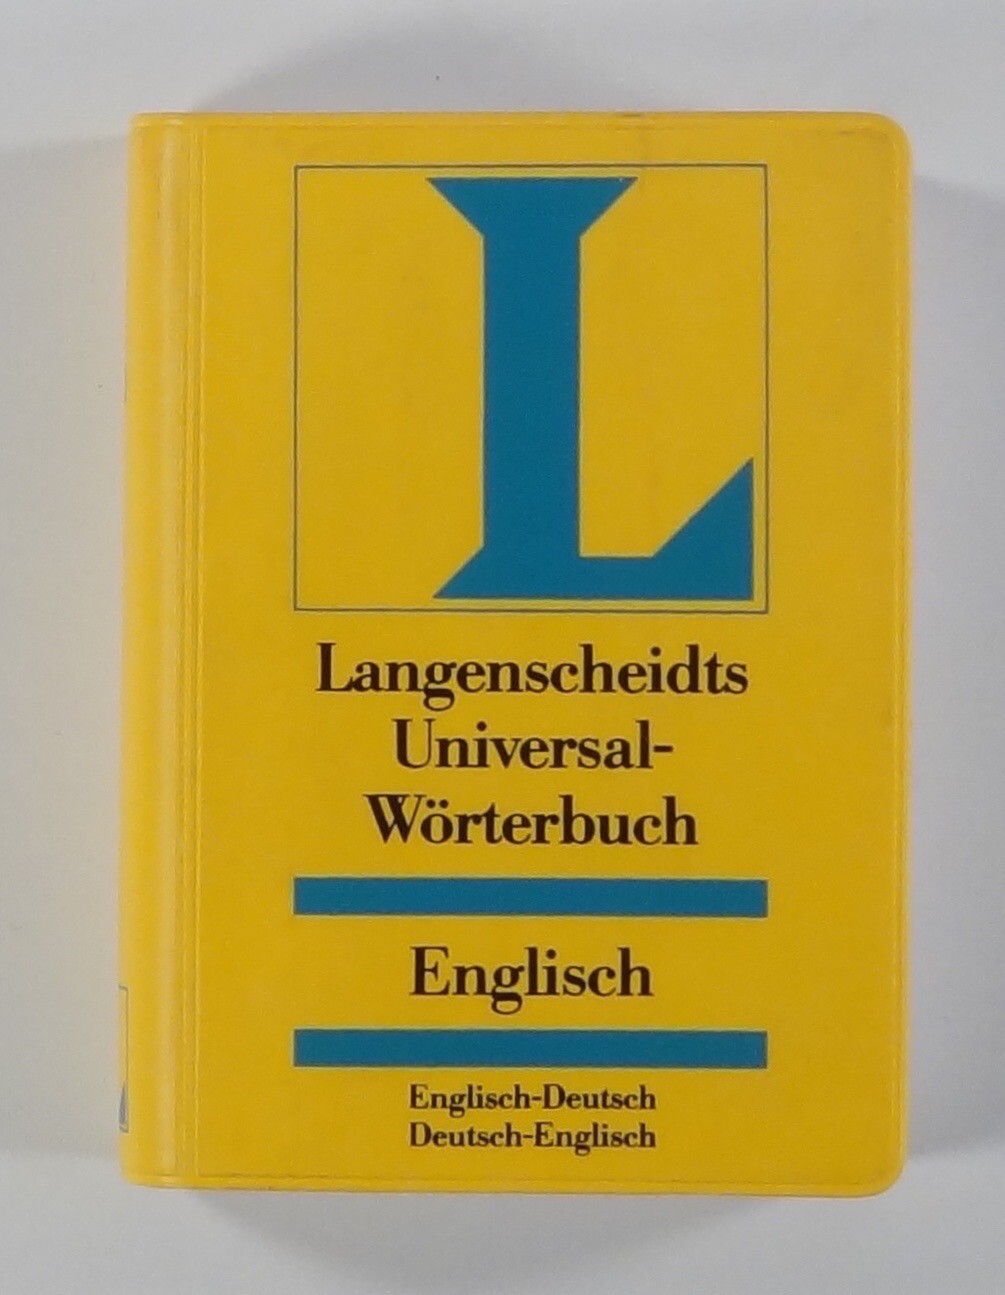 L
Langenscheidts
Universal-
Wörterbuch
Englisch
Englisch-Deutsch
Deutsch-Englisch